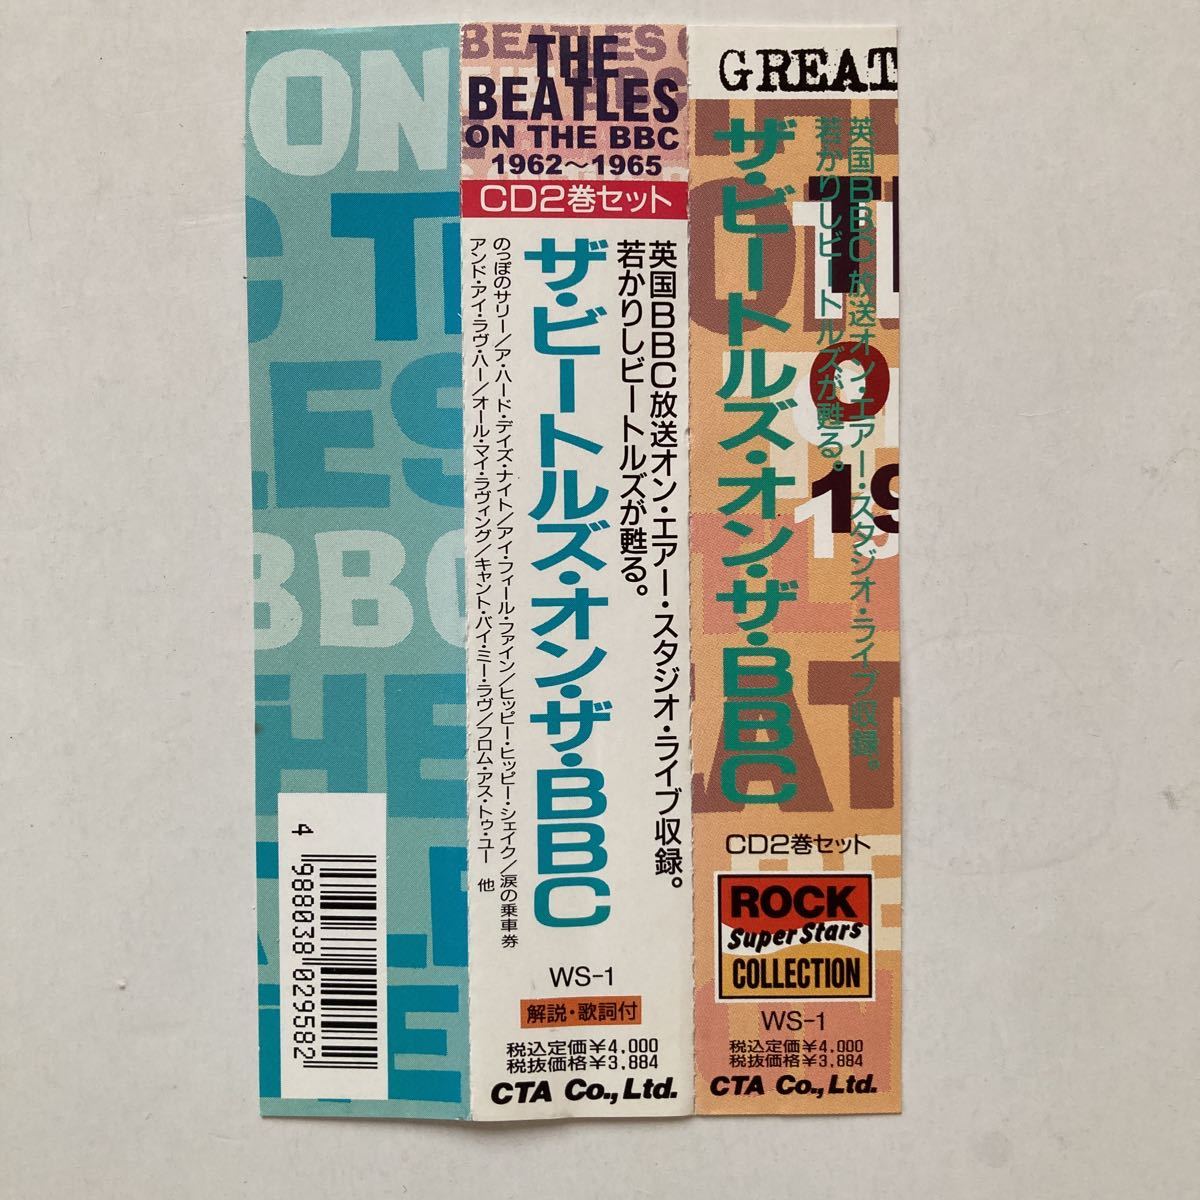 ON
C T
LES
BBC
HE
4 988038 029582
BEATLES O
THE
BEATLES
ON THE BBC
1962～1965
CD2巻セット
英国BBC放送オン・エアー・スタジオ・ライブ収録。
若かりしビートルズが甦る。
ザ・ビートルズ・オン・ザ・BBC
のっぽのサリー/ア・ハード・デイズ・ナイト/アイ・フィール・ファイン/ヒッピー・ヒッピー・シェイク/涙の乗車券
アンド・アイ・ラヴ・ハー/オール・マイ・ラヴィング/キャント・バイ・ミー・ラヴ/フロム・アス・トゥ・ユー 他
WS-1
解説・歌詞付
税込定価¥4,000
税抜価格¥3,884
CTA Co., Ltd.
GREAT
英国BBC放送オン・エアー・スタジオ・ライブ収録。
若かりしビートルズが甦る。
ザ・ビートルズ・オン・ザ・BBC
19
CD2巻セット
ROCK
Super Stars
COLLECTION
WS-1
税込定価¥4,000
税抜価格¥3,884
CTA Co., Ltd.